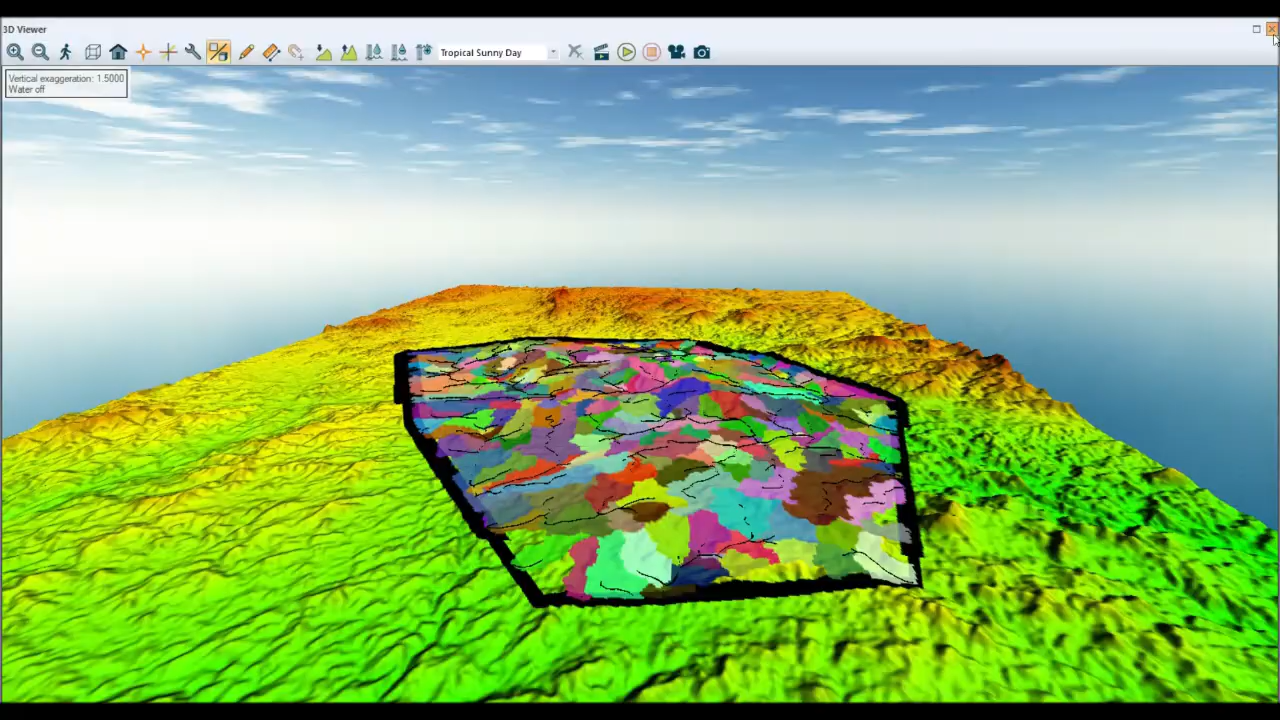 3D Viewer
Tropical Sunny Day
Vertical exaggeration: 1.5000
Water off